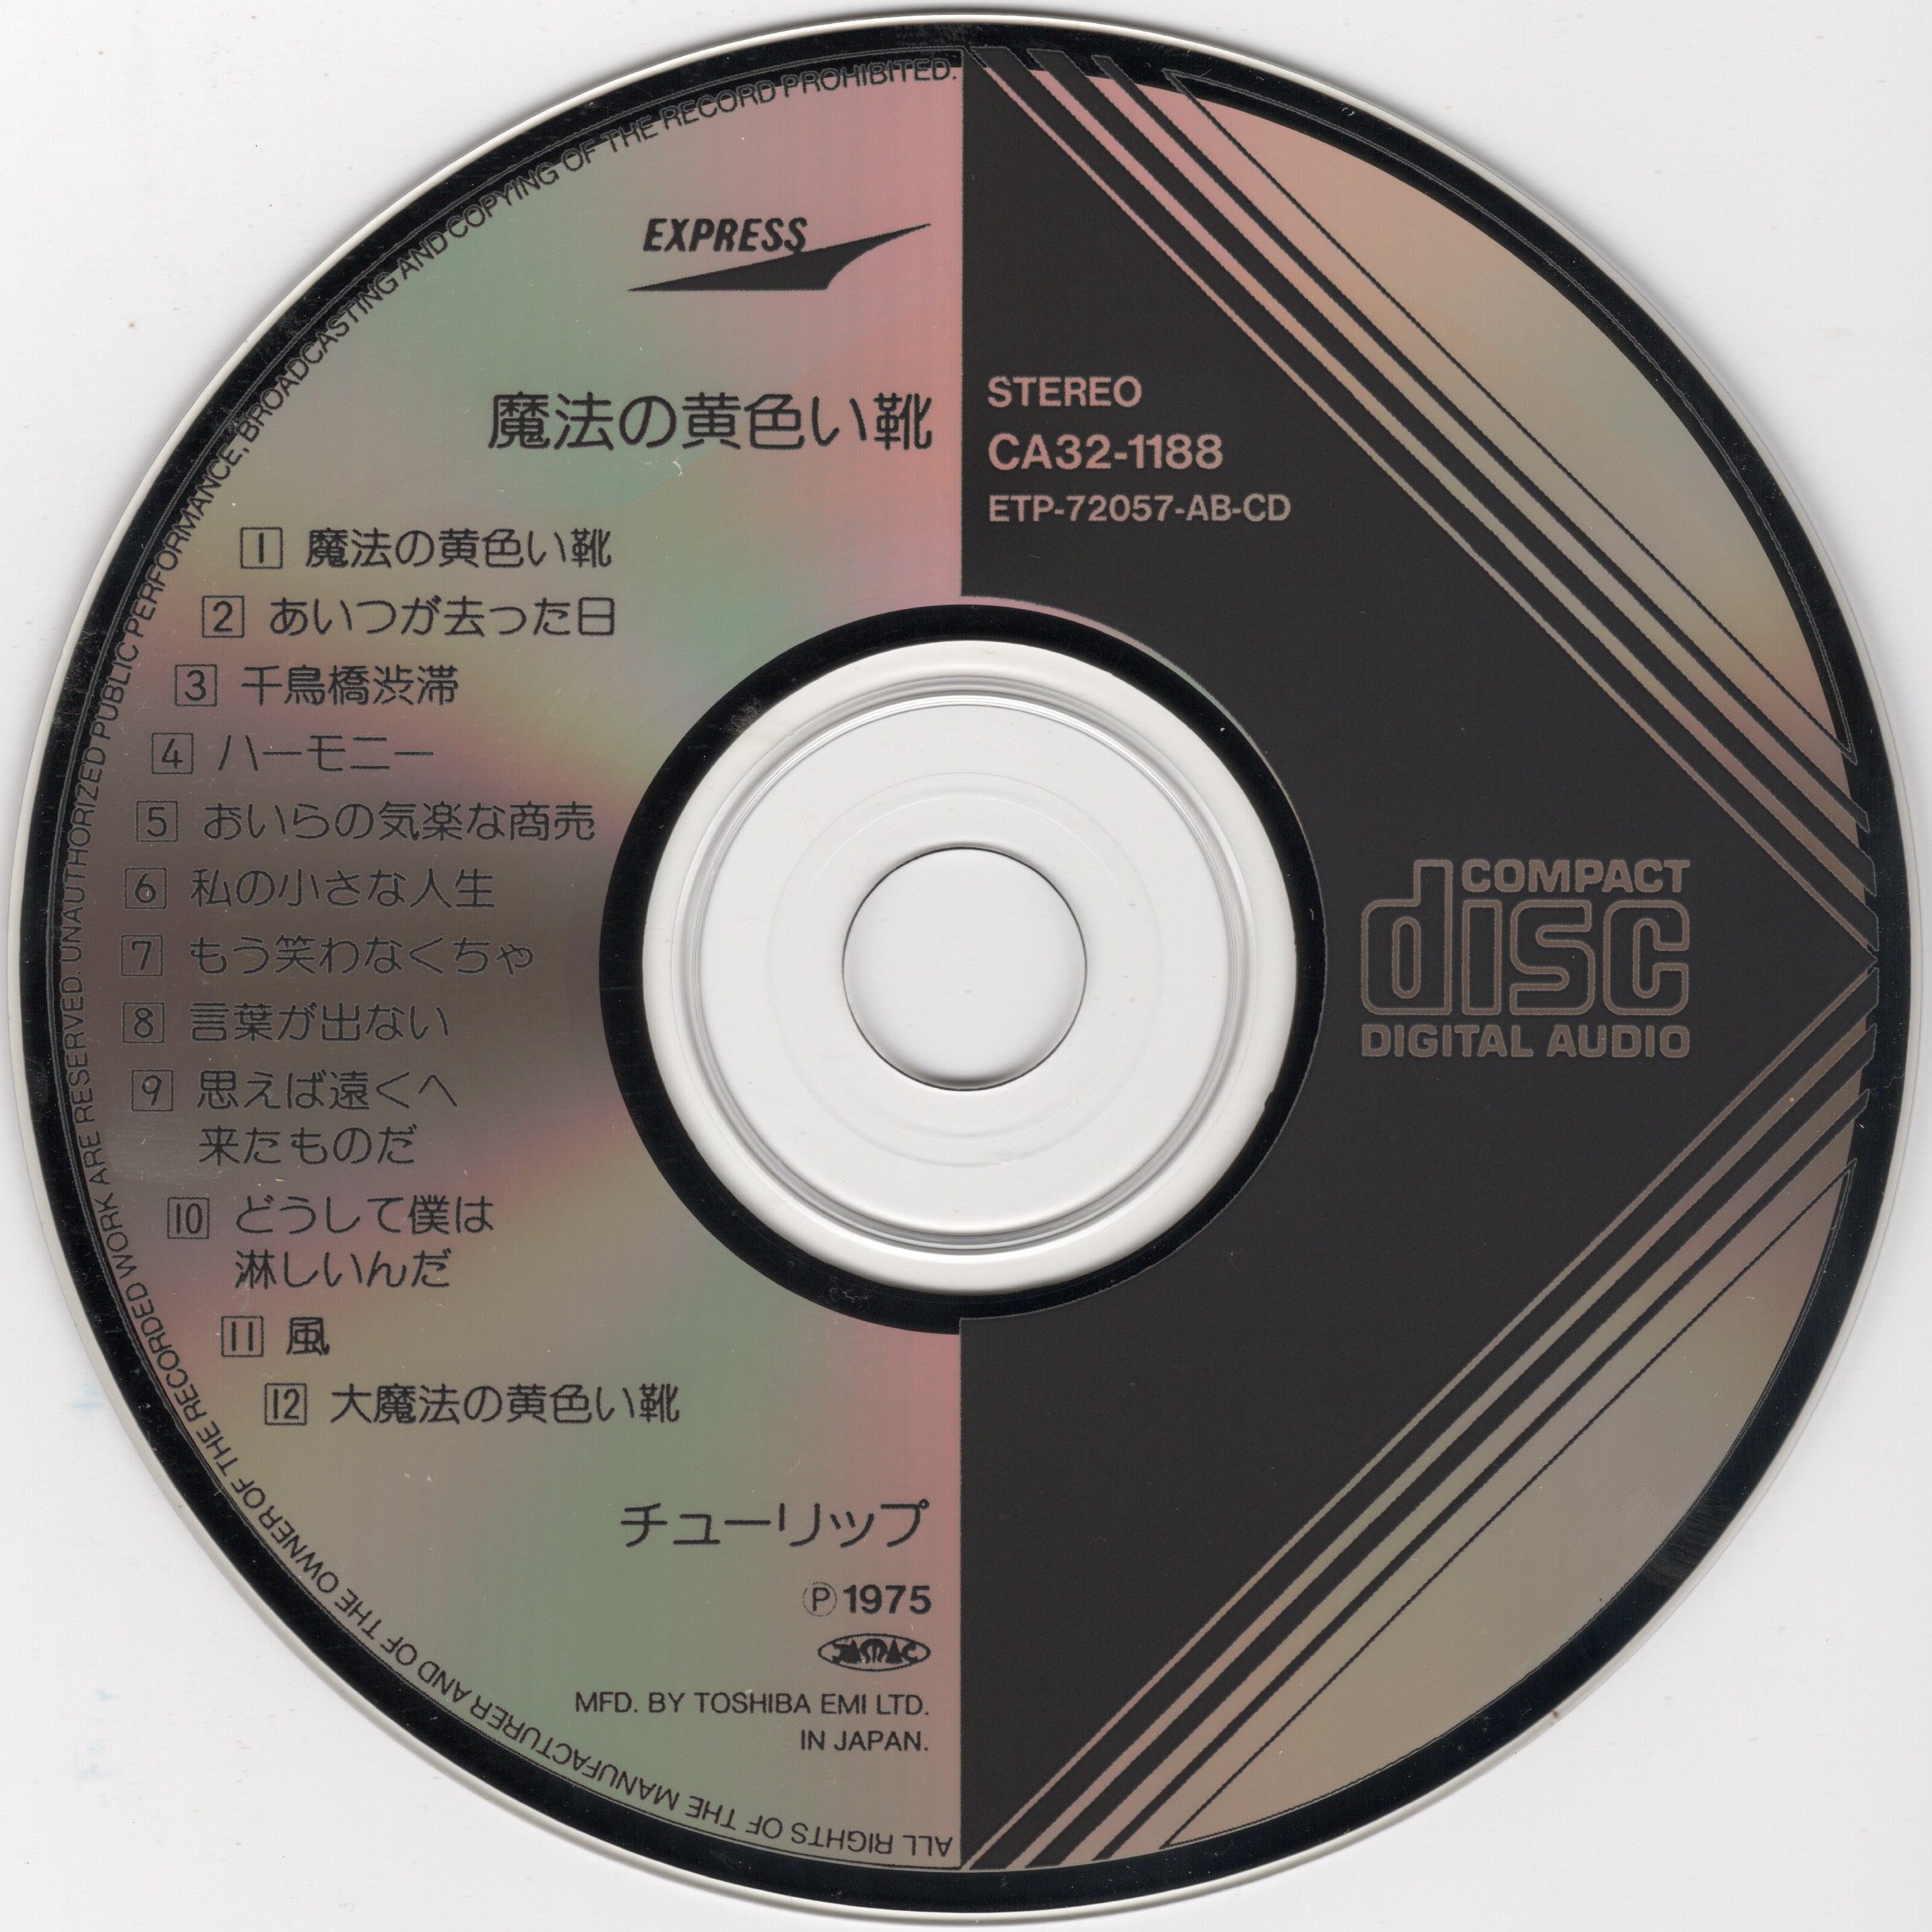 EXPRESS
魔法の黄色い靴
STEREO
CA32-1188
ETP-72057-AB-CD
1 魔法の黄色い靴
2 あいつが去った日
3 千鳥橋渋滞
4 ハーモニー
5 おいらの気楽な商売
6 私の小さな人生
7 もう笑わなくちゃ
8 言葉が出ない
9 思えば遠くへ
来たものだ
10 どうして僕は
淋しいんだ
11 風
12 大魔法の黄色い靴
COMPACT
disc
DIGITAL AUDIO
チューリップ
Ⓟ1975
JASRAC
MFD. BY TOSHIBA EMI LTD.
IN JAPAN.
ALL RIGHTS OF THE MANUFACTURER AND OF THE OWNER OF THE RECORDED WORK ARE RESERVED. UNAUTHORIZED PUBLIC PERFORMANCE, BROADCASTING AND COPYING OF THE RECORD PROHIBITED.